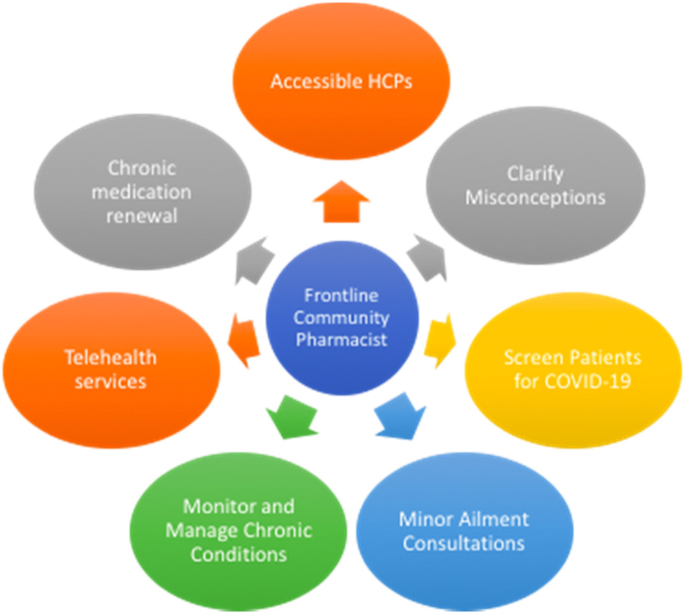 Accessible HCPs
Clarify
Misconceptions
Screen Patients
for COVID-19
Minor Ailment
Consultations
Monitor and
Manage Chronic
Conditions
Telehealth
services
Chronic
medication
renewal
Frontline
Community
Pharmacist